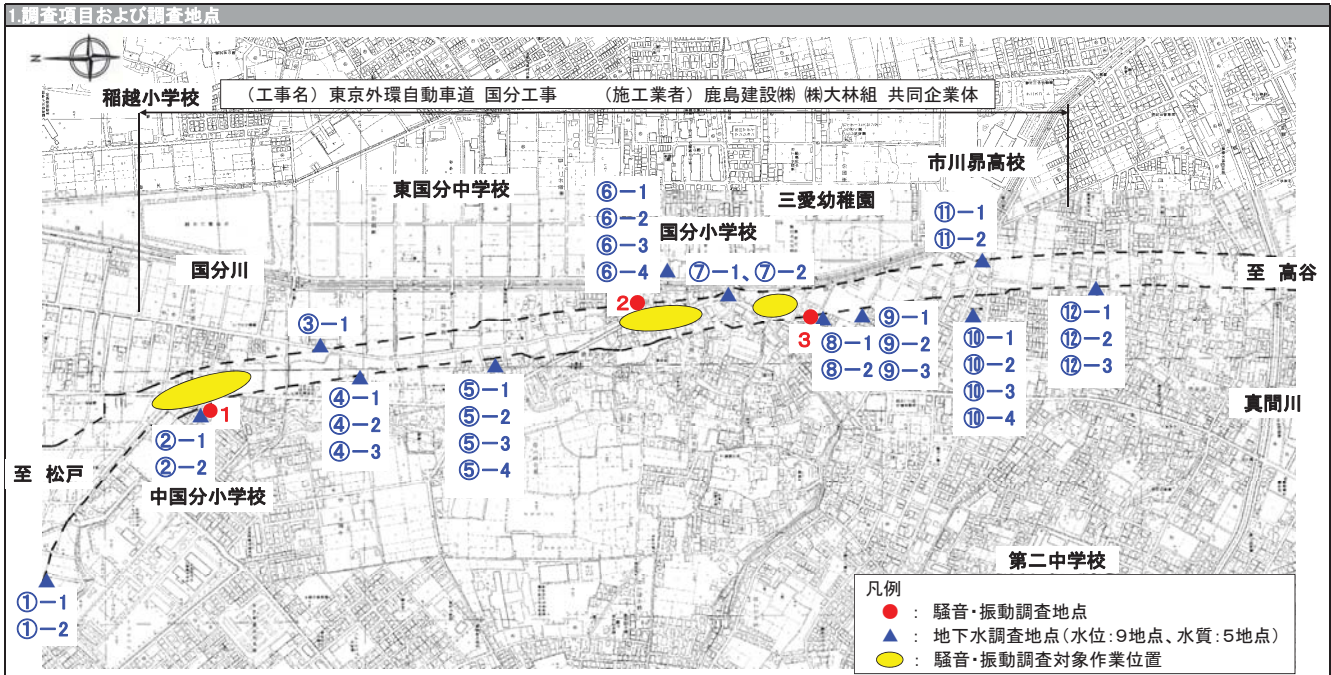 1.調査項目および調査地点
N
稲越小学校
(工事名) 東京外環自動車道 国分工事 (施工業者) 鹿島建設㈱ ㈱大林組 共同企業体
市川昴高校
東国分中学校
三愛幼稚園
国分小学校
国分川
⑥-1
⑥-2
⑥-3
⑥-4
⑦-1、⑦-2
⑪-1
⑪-2
至 高谷
③-1
2
3
⑧-1
⑧-2
⑨-1
⑨-2
⑨-3
⑩-1
⑩-2
⑩-3
⑩-4
⑫-1
⑫-2
⑫-3
真間川
1
②-1
②-2
④-1
④-2
④-3
⑤-1
⑤-2
⑤-3
⑤-4
至 松戸
中国分小学校
①-1
①-2
第二中学校
凡例
: 騒音・振動調査地点
: 地下水調査地点(水位:9地点、水質:5地点)
: 騒音・振動調査対象作業位置